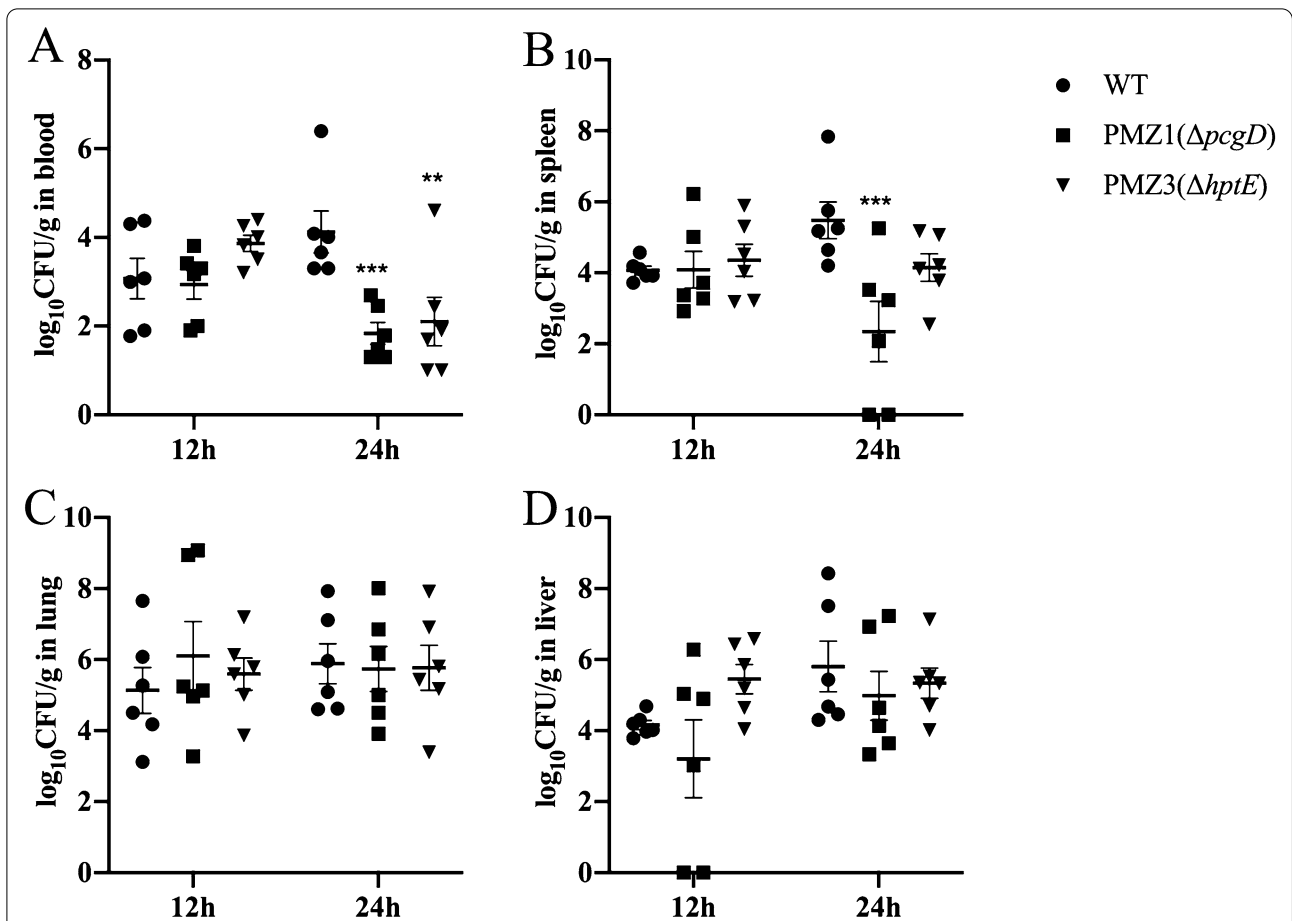 A
8
6
4
2
0
log10CFU/g in blood
***
**
12h
24h
B
10
8
6
4
2
0
log10CFU/g in spleen
***
12h
24h
WT
PMZ1(ΔpcgD)
PMZ3(ΔhptE)
C
10
8
6
4
2
0
log10CFU/g in lung
12h
24h
D
10
8
6
4
2
0
log10CFU/g in liver
12h
24h